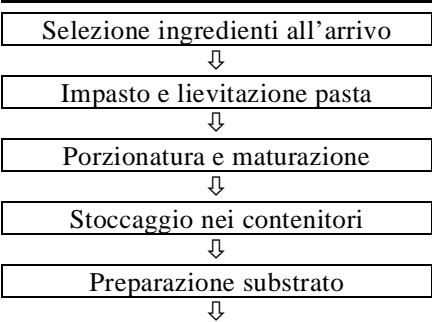 Selezione ingredienti all’arrivo
⇩
Impasto e lievitazione pasta
⇩
Porzionatura e maturazione
⇩
Stoccaggio nei contenitori
⇩
Preparazione substrato
⇩